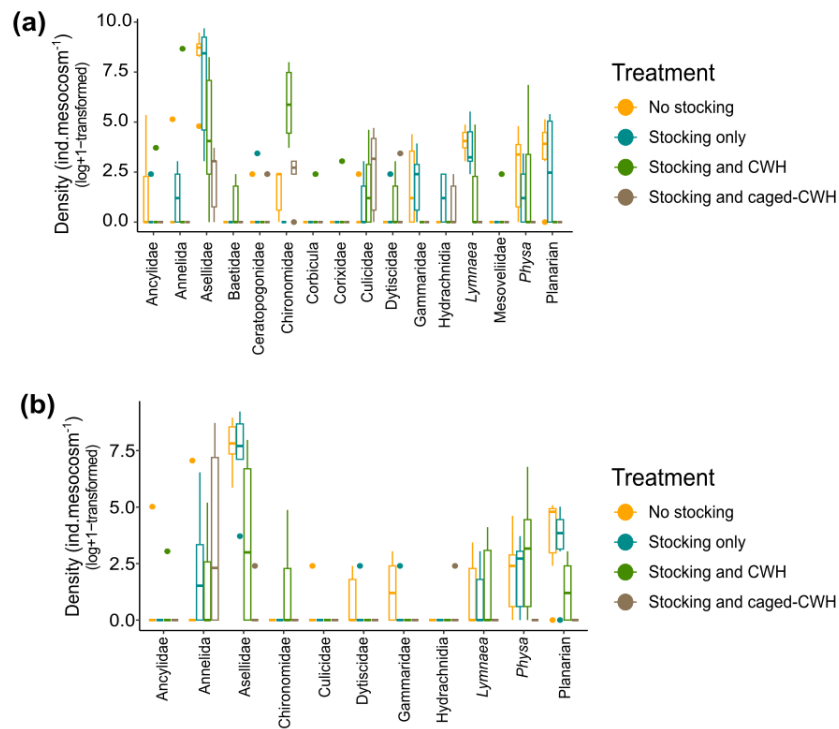 (a)
10.0
7.5
5.0
2.5
0.0
Density (ind.mesocosm-1)
(log+1−transformed)
Ancylidae
Annelida
Asellidae
Baetidae
Ceratopogonidae
Chironomidae
Corbicula
Corixidae
Culicidae
Dytiscidae
Gammaridae
Hydrachnidia
Lymnaea
Mesoveliidae
Physa
Planarian
Treatment
No stocking
Stocking only
Stocking and CWH
Stocking and caged-CWH
(b)
7.5
5.0
2.5
0.0
Density (ind.mesocosm-1)
(log+1−transformed)
Ancylidae
Annelida
Asellidae
Chironomidae
Culicidae
Dytiscidae
Gammaridae
Hydrachnidia
Lymnaea
Physa
Planarian
Treatment
No stocking
Stocking only
Stocking and CWH
Stocking and caged-CWH